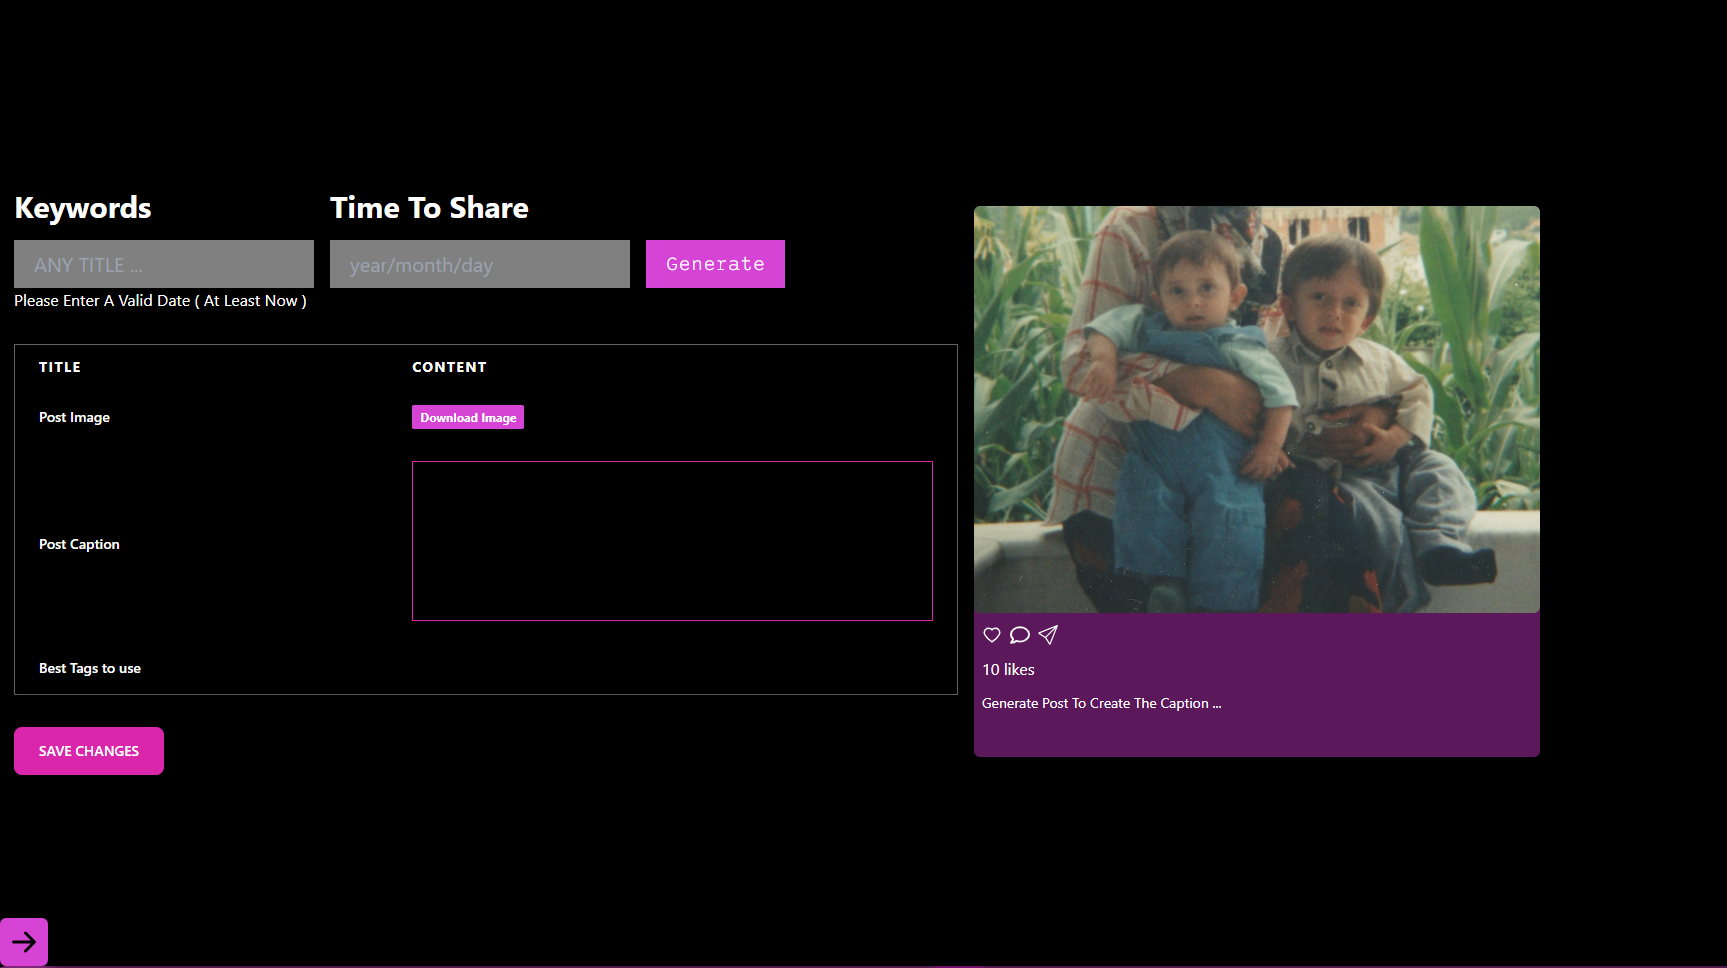 Keywords
Time To Share
ANY TITLE ...
year/month/day
Generate
Please Enter A Valid Date ( At Least Now )
TITLE
CONTENT
Post Image
Download Image
Post Caption
Best Tags to use
SAVE CHANGES
10 likes
Generate Post To Create The Caption ...